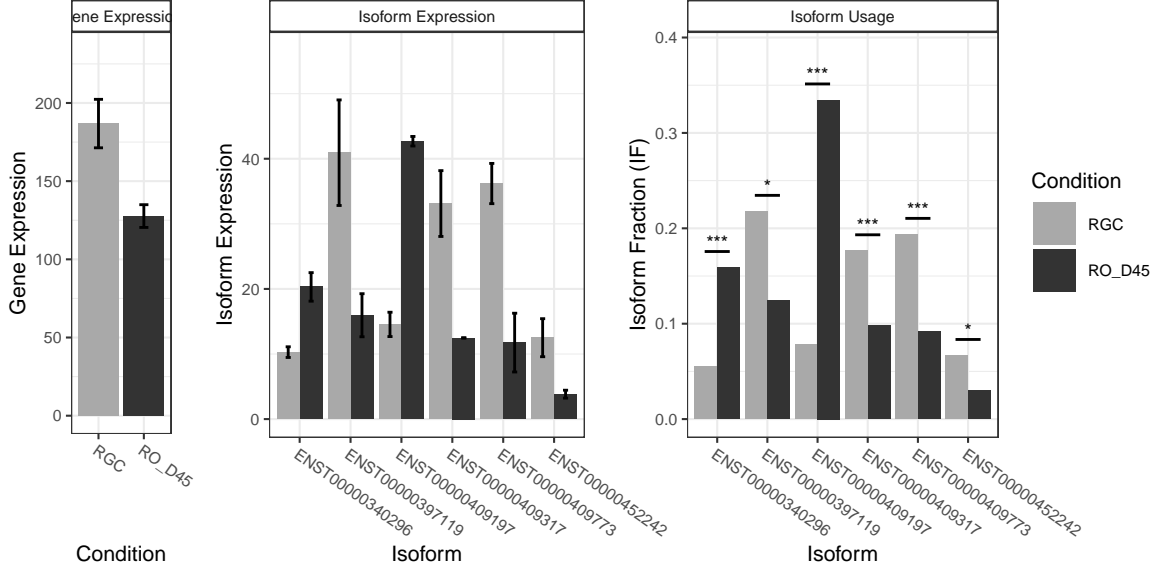 ene Expressio
Isoform Expression
Isoform Usage
Gene Expression
200
150
100
50
0
RGC
RO_D45
Condition
Isoform Expression
40
20
0
ENST00000340296
ENST00000397119
ENST00000409197
ENST00000409317
ENST00000409773
ENST00000452242
Isoform
Isoform Fraction (IF)
0.4
0.3
0.2
0.1
0.0
***
*
***
***
***
*
ENST00000340296
ENST00000397119
ENST00000409197
ENST00000409317
ENST00000409773
ENST00000452242
Isoform
Condition
RGC
RO_D45